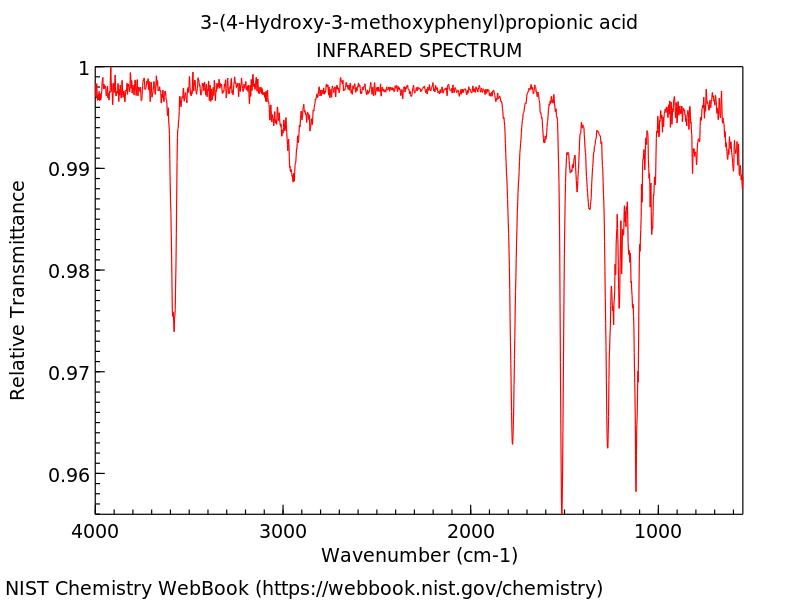 3-(4-Hydroxy-3-methoxyphenyl)propionic acid
INFRARED SPECTRUM
1
0.99
0.98
0.97
0.96
Relative Transmittance
4000 3000 2000 1000
Wavenumber (cm-1)
NIST Chemistry WebBook (https://webbook.nist.gov/chemistry)